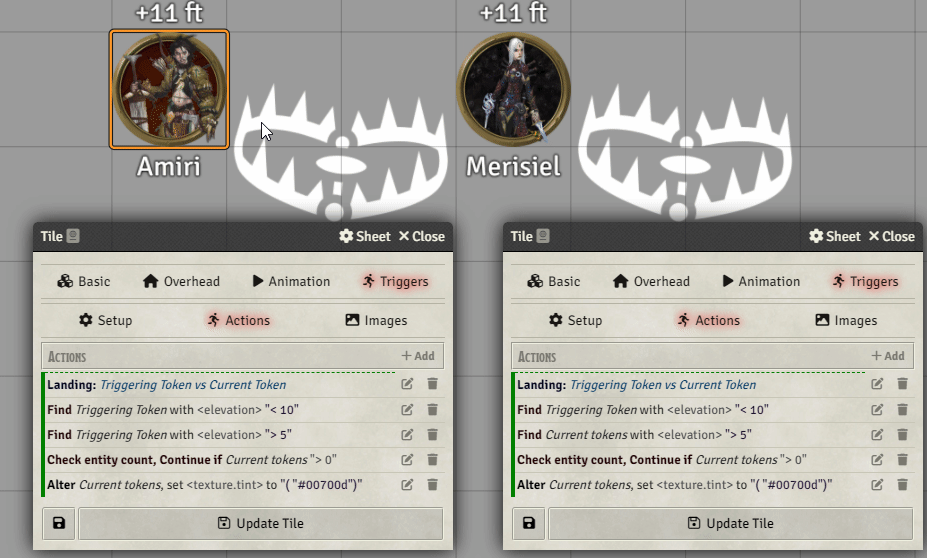 +11 ft +11 ft
Amiri Merisiel
Tile Sheet Close
Basic Overhead Animation Triggers
Setup Actions Images
Actions + Add
Landing: Triggering Token vs Current Token
Find Triggering Token with <elevation> "< 10"
Find Triggering Token with <elevation> "> 5"
Check entity count, Continue if Current tokens "> 0"
Alter Current tokens, set <texture.tint> to "( "#00700d")"
Update Tile
Tile Sheet Close
Basic Overhead Animation Triggers
Setup Actions Images
Actions + Add
Landing: Triggering Token vs Current Token
Find Triggering Token with <elevation> "< 10"
Find Current tokens with <elevation> "> 5"
Check entity count, Continue if Current tokens "> 0"
Alter Current tokens, set <texture.tint> to "( "#00700d")"
Update Tile